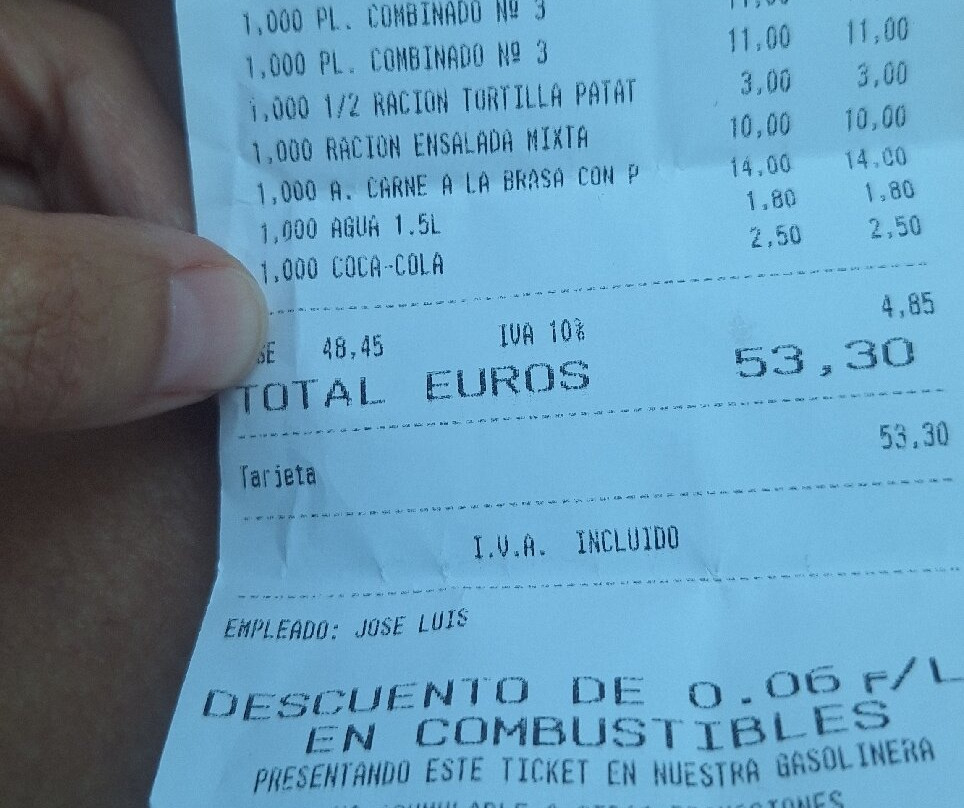 1,000 PL. COMBINADO Nº 3
1,000 PL. COMBINADO Nº 3 11,00 11,00
1,000 1/2 RACION TORTILLA PATAT 3,00 3,00
1,000 RACION ENSALADA MIXTA 10,00 10,00
1,000 A. CARNE A LA BRASA CON P 14,00 14,00
1,000 AGUA 1.5L 1,80 1,80
1,000 COCA-COLA 2,50 2,50
SE 48,45 IVA 10% 4,85
TOTAL EUROS 53,30
Tarjeta 53,30
I.V.A. INCLUIDO
EMPLEADO: JOSE LUIS
DESCUENTO DE 0.06 €/L
EN COMBUSTIBLES
PRESENTANDO ESTE TICKET EN NUESTRA GASOLINERA